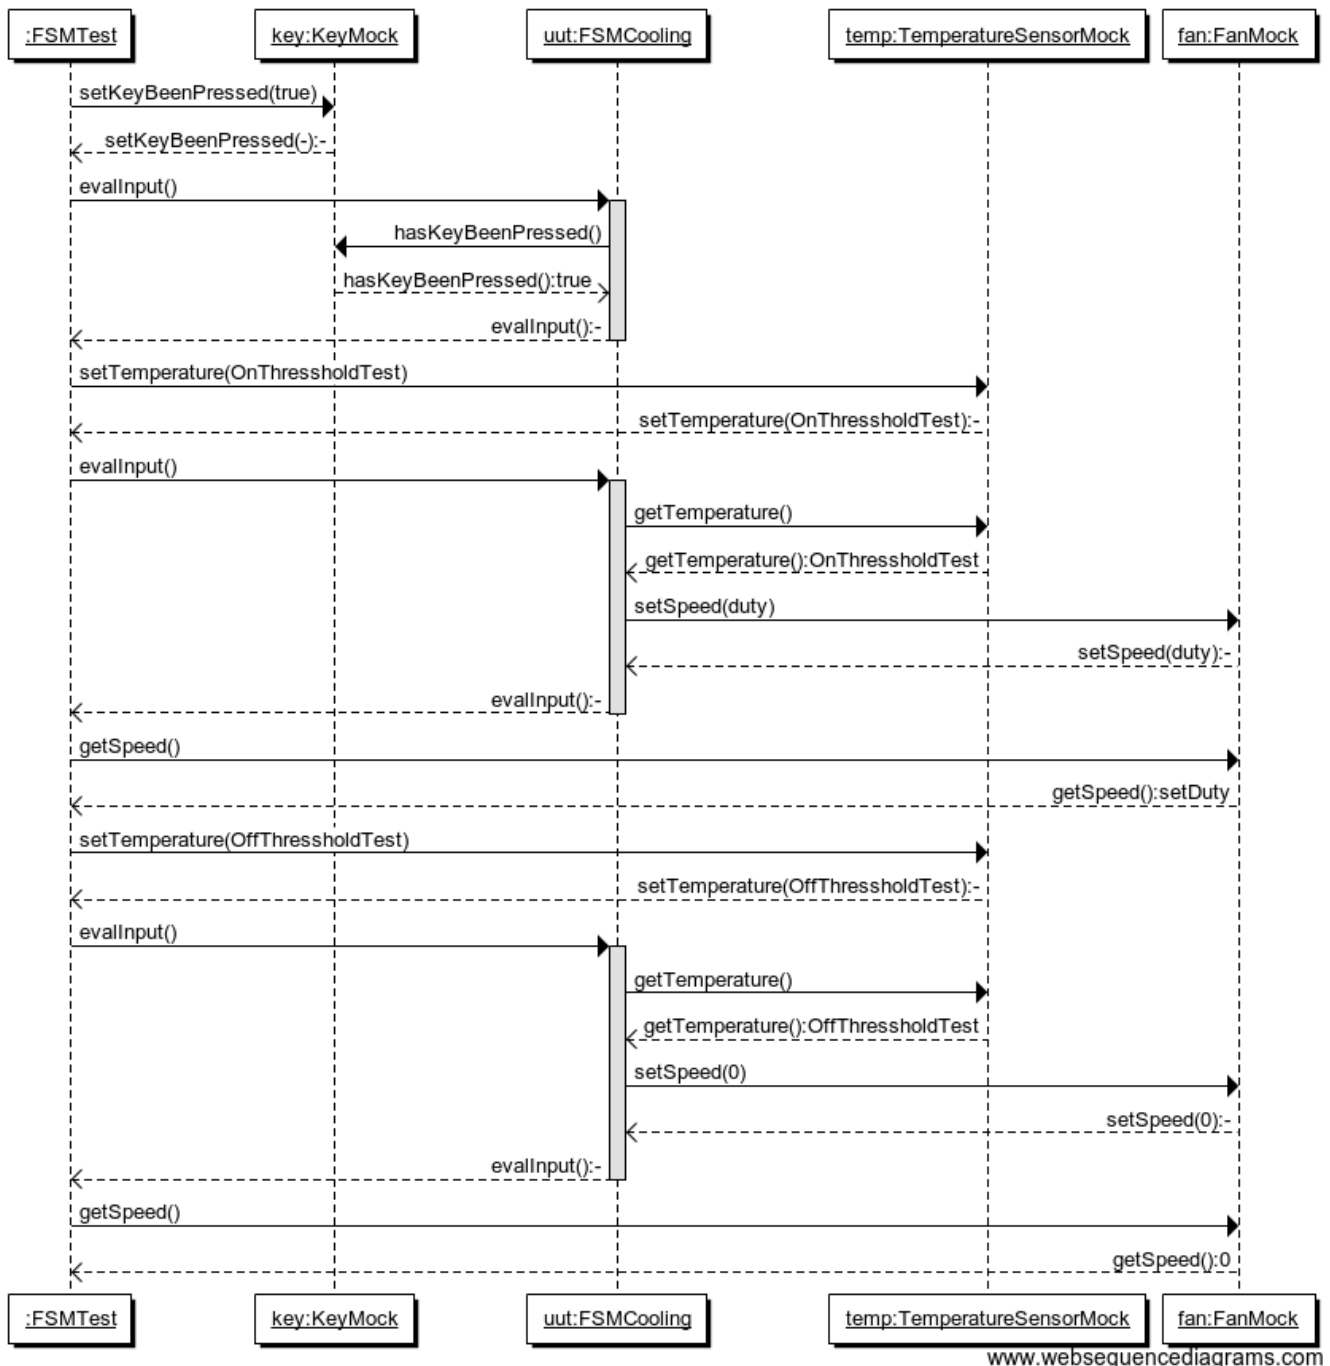 :FSMTest key:KeyMock uut:FSMCooling temp:TemperatureSensorMock fan:FanMock
setKeyBeenPressed(true)
setKeyBeenPressed(-):-
evalInput()
hasKeyBeenPressed()
hasKeyBeenPressed():true
evalInput():-
setTemperature(OnThressholdTest)
setTemperature(OnThressholdTest):-
evalInput()
getTemperature()
getTemperature():OnThressholdTest
setSpeed(duty)
setSpeed(duty):-
evalInput():-
getSpeed()
getSpeed():setDuty
setTemperature(OffThressholdTest)
setTemperature(OffThressholdTest):-
evalInput()
getTemperature()
getTemperature():OffThressholdTest
setSpeed(0)
setSpeed(0):-
evalInput():-
getSpeed()
getSpeed():0
:FSMTest key:KeyMock uut:FSMCooling temp:TemperatureSensorMock fan:FanMock
www.websequencediagrams.com